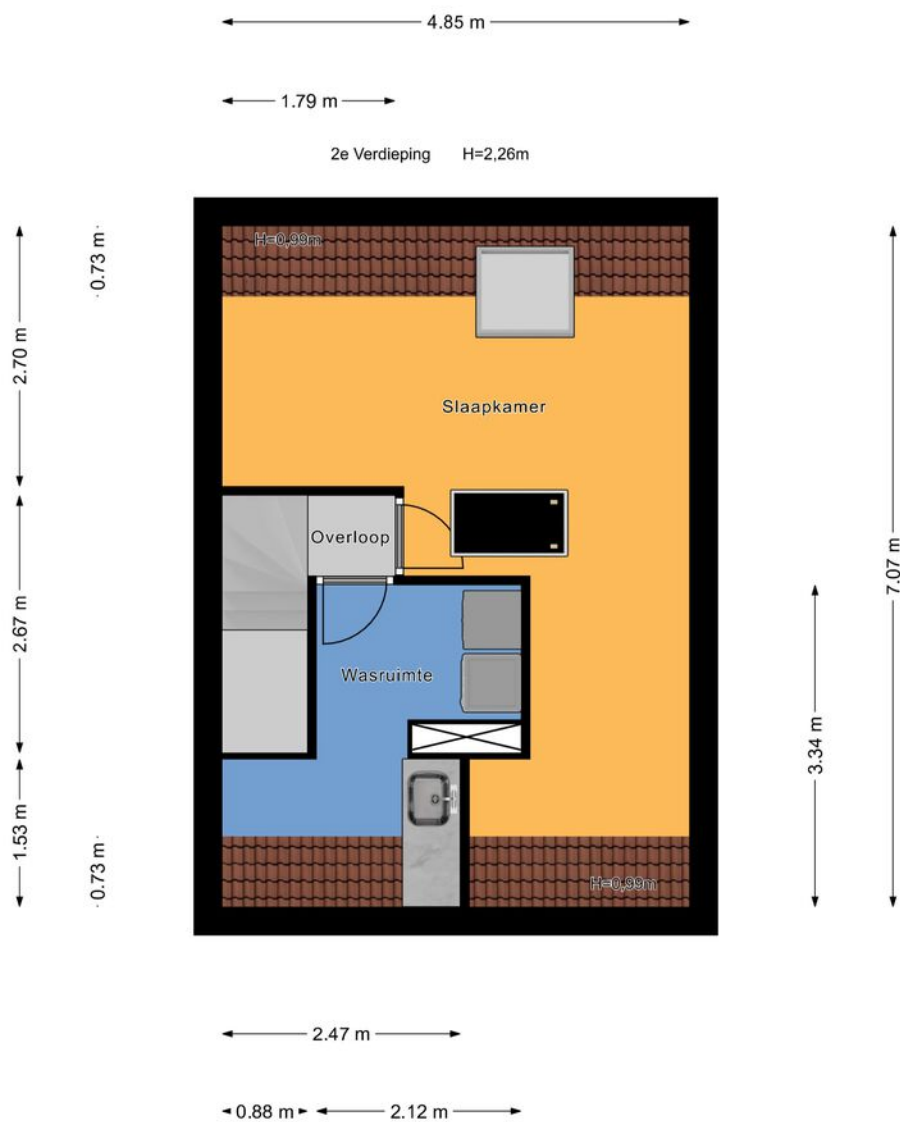 4.85 m
1.79 m
2e Verdieping H=2,26m
H=0,99m
0.73 m
2.70 m
Slaapkamer
Overloop
7.07 m
2.67 m
Wasruimte
3.34 m
1.53 m
0.73 m
H=0,99m
2.47 m
0.88 m
2.12 m